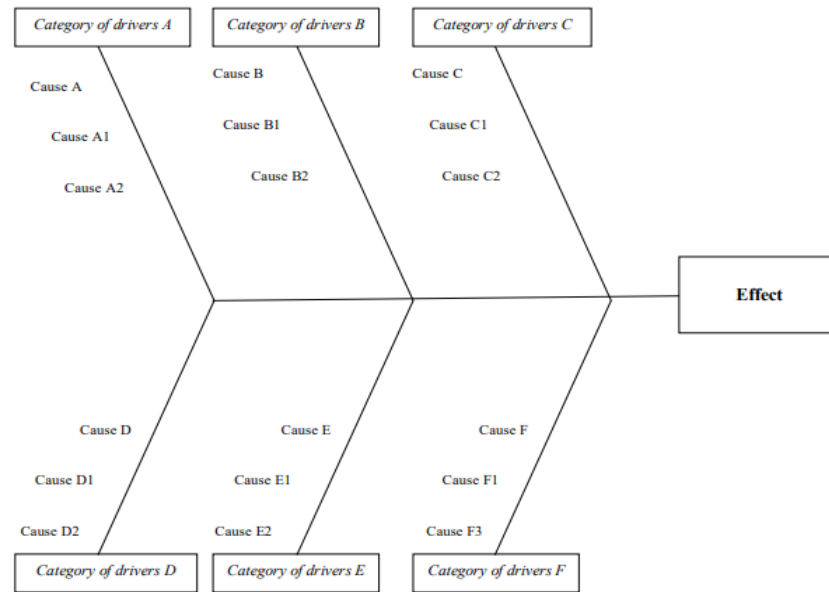 Category of drivers A
Category of drivers B
Category of drivers C
Cause A
Cause B
Cause C
Cause A1
Cause B1
Cause C1
Cause A2
Cause B2
Cause C2
Effect
Cause D
Cause E
Cause F
Cause D1
Cause E1
Cause F1
Cause D2
Cause E2
Cause F3
Category of drivers D
Category of drivers E
Category of drivers F